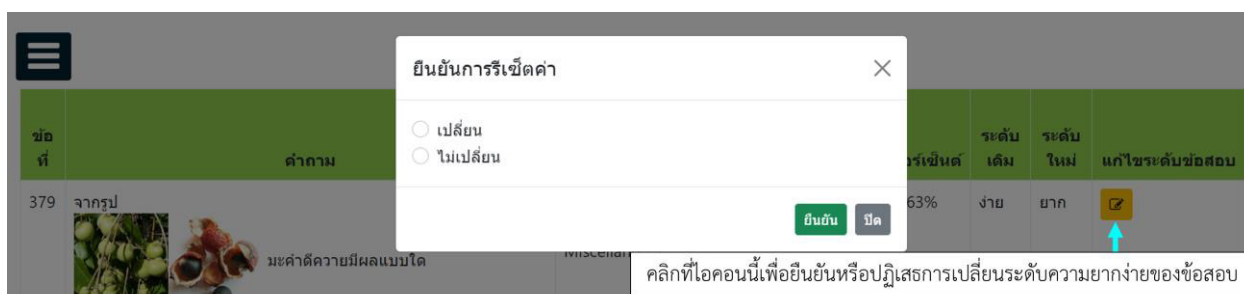 ยืนยันการรีเซ็ตค่า
เปลี่ยน
ไม่เปลี่ยน
ยืนยัน ปิด
ข้อ
ที่ คำถาม
ระดับ
เดิม
ระดับ
ใหม่
แก้ไขระดับข้อสอบ
379 จากรูป
63% ง่าย ยาก
มะคำดีควายมีผลแบบใด
คลิกที่ไอคอนนี้เพื่อยืนยันหรือปฏิเสธการเปลี่ยนระดับความยากง่ายของข้อสอบ